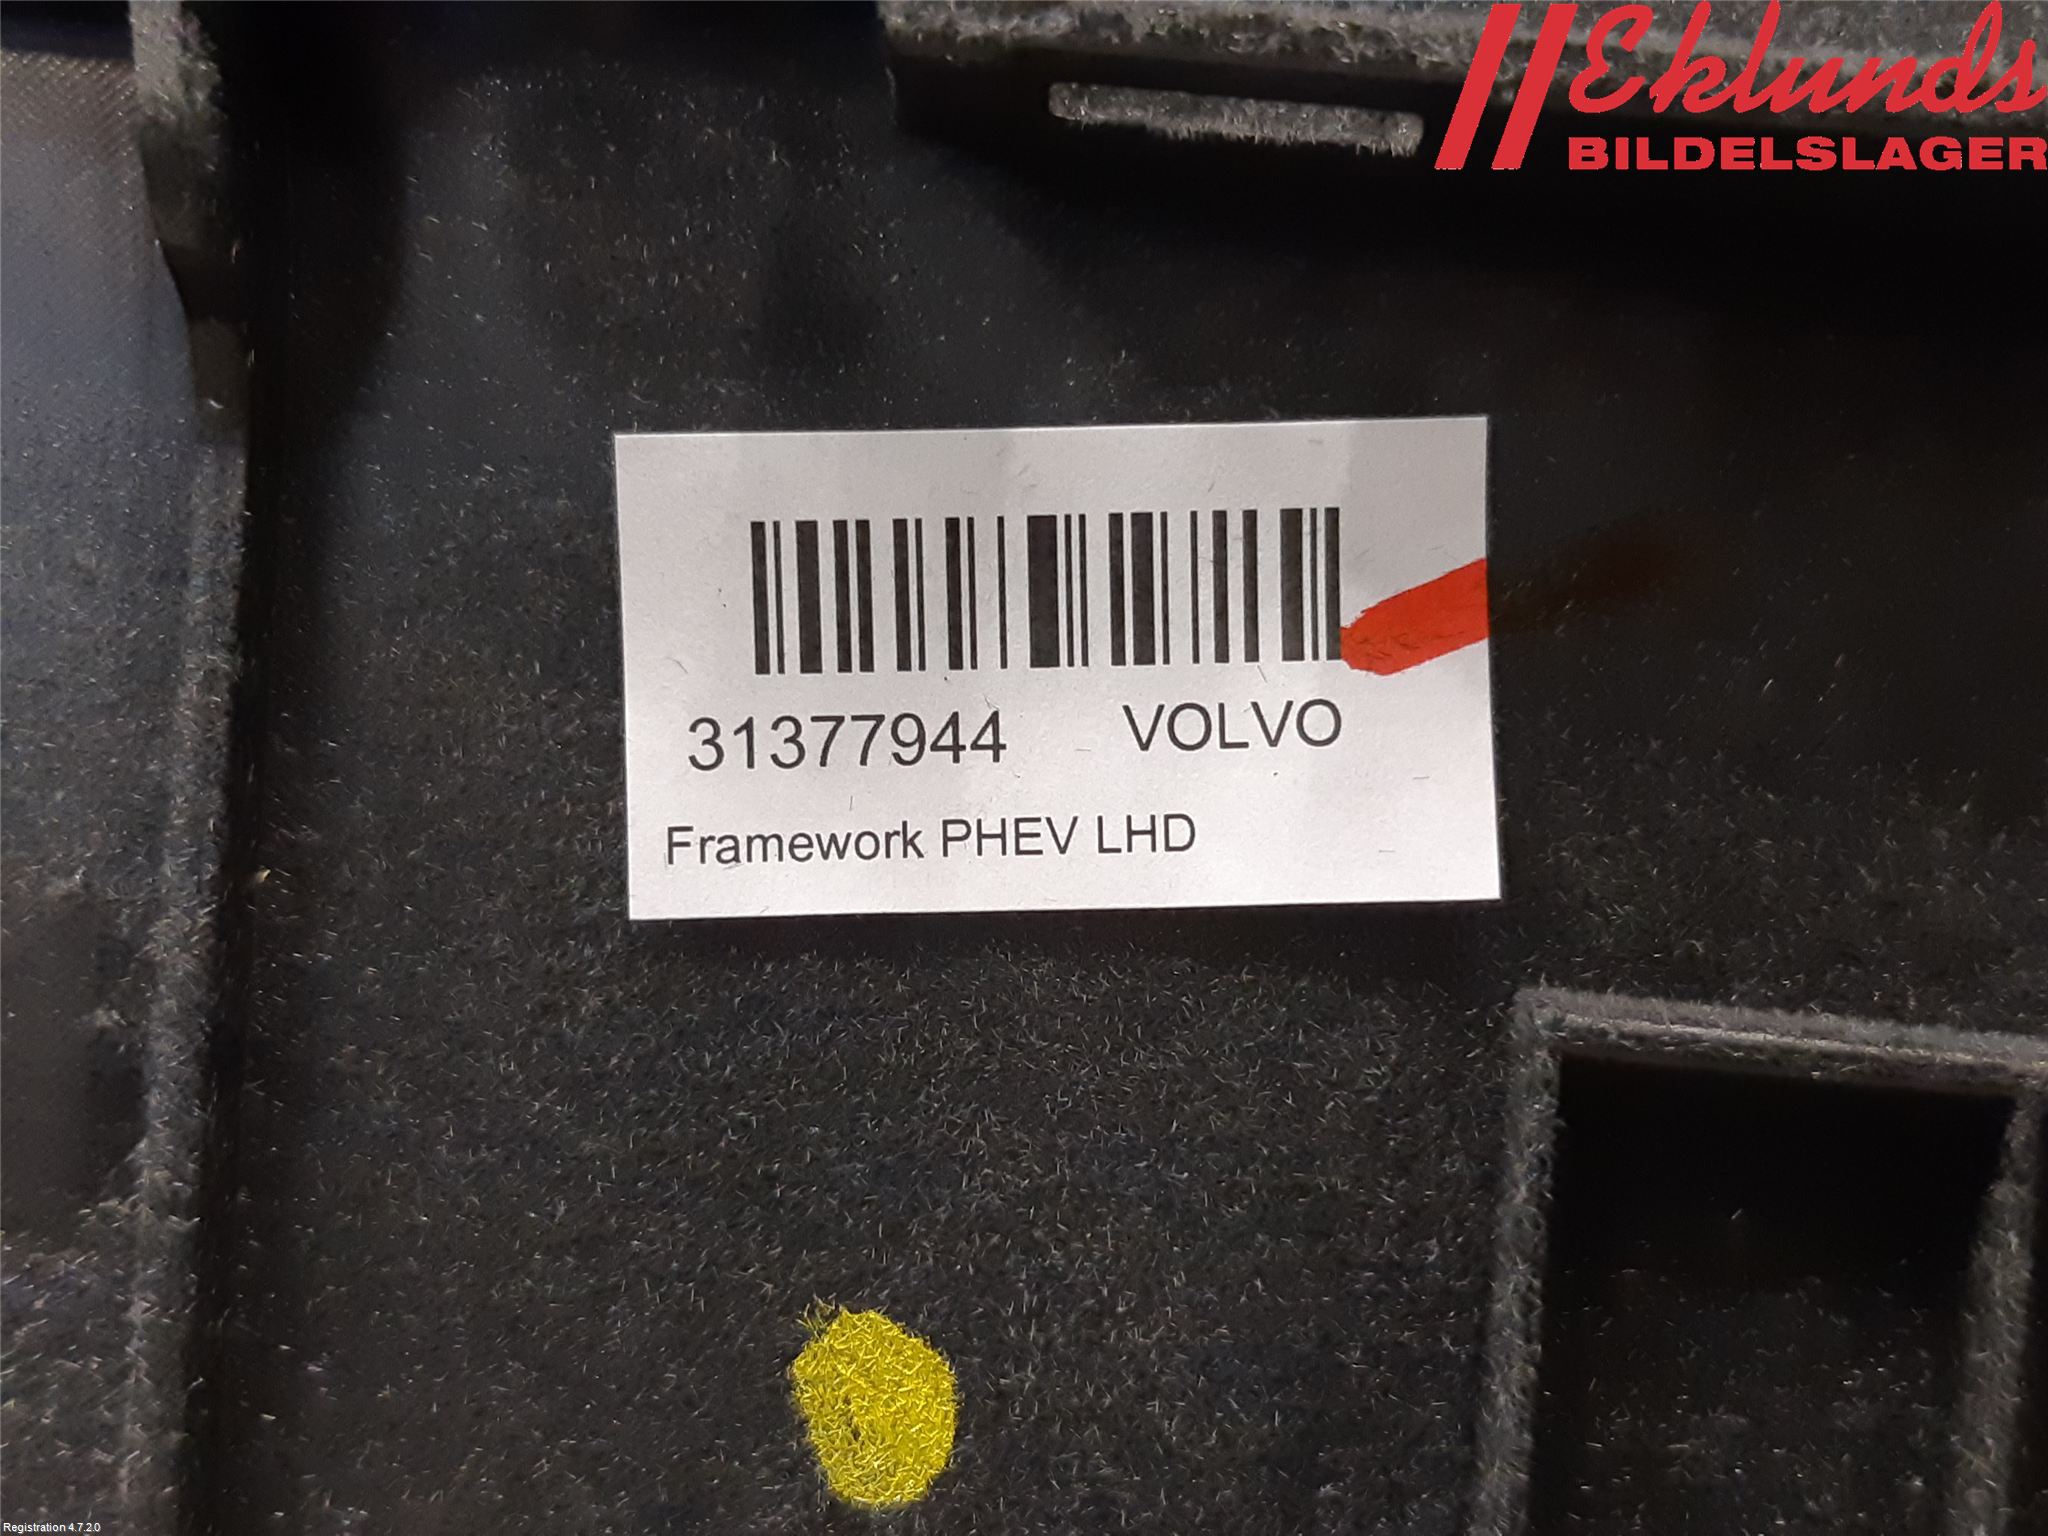 Eklunds
BILDELSLAGER
31377944 VOLVO
Framework PHEV LHD
Registration 4.7.2.0